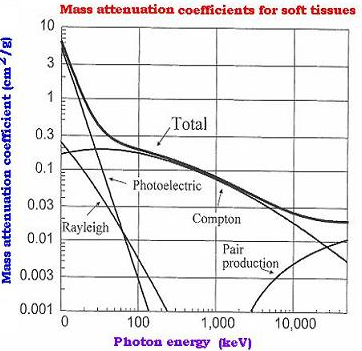 Mass attenuation coefficients for soft tissues
Mass attenuation coefficient (cm²/g)
10
3
1
0.3
0.1
0.03
0.01
0.003
0.001
Total
Photoelectric
Rayleigh
Compton
Pair
production
0
100
1,000
10,000
Photon energy (keV)